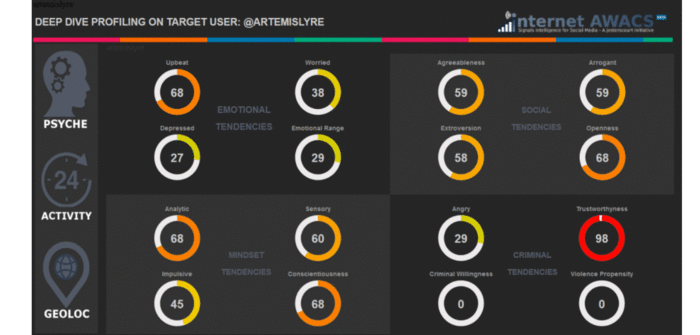 artemislyre
DEEP DIVE PROFILING ON TARGET USER: @ARTEMISLYRE
Internet AWACS
Signals Intelligence for Social Media - A jestercourt initiative
PSYCHE
24
ACTIVITY
GEOLOC
Upbeat
68
Worried
38
EMOTIONAL
TENDENCIES
Depressed
27
Emotional Range
29
Agreeableness
59
Arrogant
59
SOCIAL
TENDENCIES
Extroversion
58
Openness
68
Analytic
68
Sensory
60
MINDSET
TENDENCIES
Impulsive
45
Conscientiousness
68
Angry
29
Trustworthyness
98
CRIMINAL
TENDENCIES
Criminal Willingness
0
Violence Propensity
0